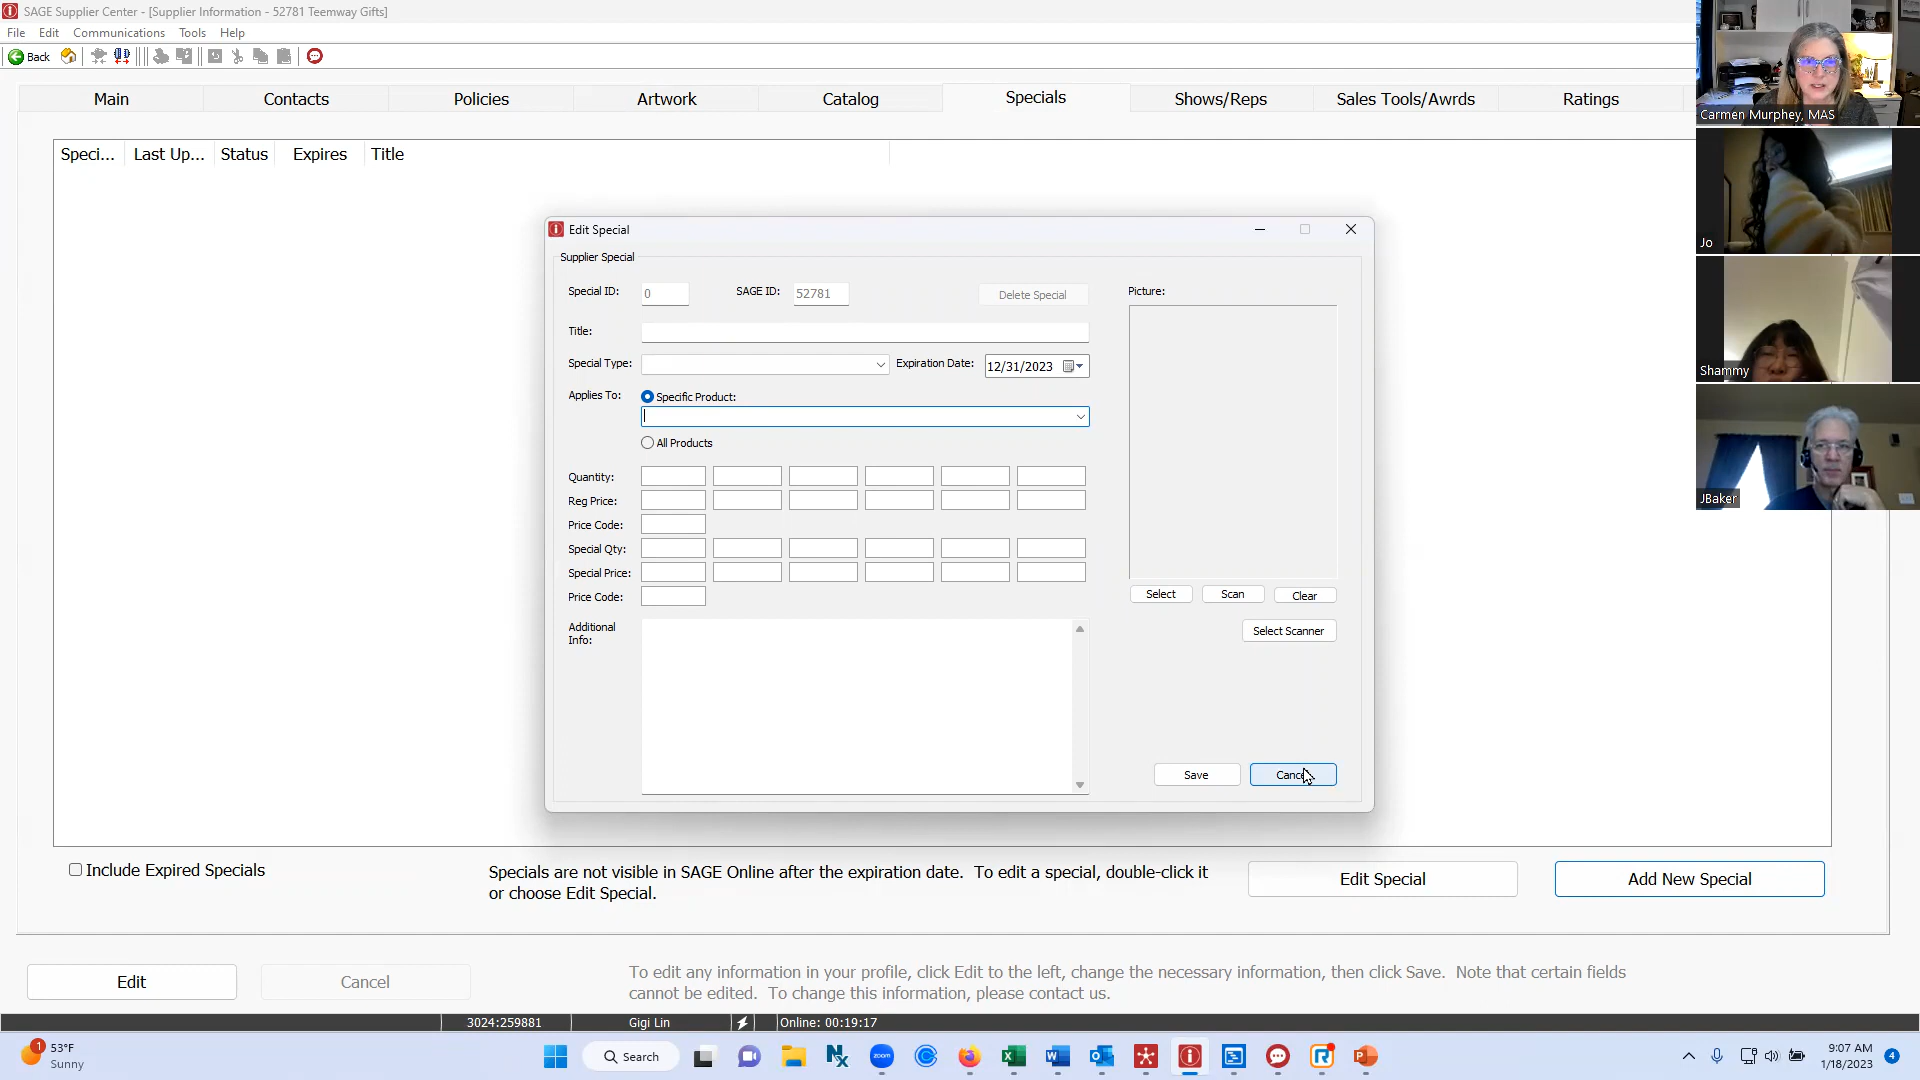 SAGE Supplier Center - [Supplier Information - 52781 Teemway Gifts]
File Edit Communications Tools Help
Back
Main Contacts Policies Artwork Catalog Specials Shows/Reps Sales Tools/Awrds Ratings
Speci... Last Up... Status Expires Title
Edit Special
Supplier Special
Special ID: 0 SAGE ID: 52781 Delete Special Picture:
Title:
Special Type: Expiration Date: 12/31/2023
Applies To: Specific Product:
All Products
Quantity:
Reg Price:
Price Code:
Special Qty:
Special Price:
Price Code:
Select Scan Clear
Additional
Info:
Select Scanner
Save Cancel
Include Expired Specials
Specials are not visible in SAGE Online after the expiration date. To edit a special, double-click it
or choose Edit Special.
Edit Special Add New Special
Edit Cancel
To edit any information in your profile, click Edit to the left, change the necessary information, then click Save. Note that certain fields
cannot be edited. To change this information, please contact us.
3024:259881 Gigi Lin Online: 00:19:17
1 53°F
Sunny
Search
zoom
9:07 AM
1/18/2023
4
Carmen Murphey, MAS
Jo
Shammy
JBaker